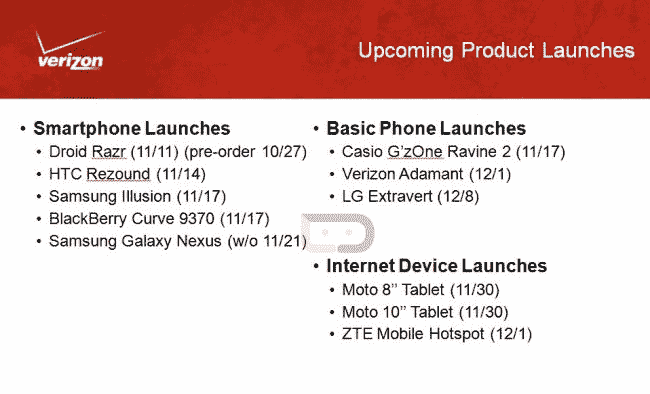 verizon
Upcoming Product Launches
• Smartphone Launches
• Droid Razr (11/11) (pre-order 10/27)
• HTC Rezound (11/14)
• Samsung Illusion (11/17)
• BlackBerry Curve 9370 (11/17)
• Samsung Galaxy Nexus (w/o 11/21)
• Basic Phone Launches
• Casio G’zOne Ravine 2 (11/17)
• Verizon Adamant (12/1)
• LG Extravert (12/8)
• Internet Device Launches
• Moto 8” Tablet (11/30)
• Moto 10” Tablet (11/30)
• ZTE Mobile Hotspot (12/1)